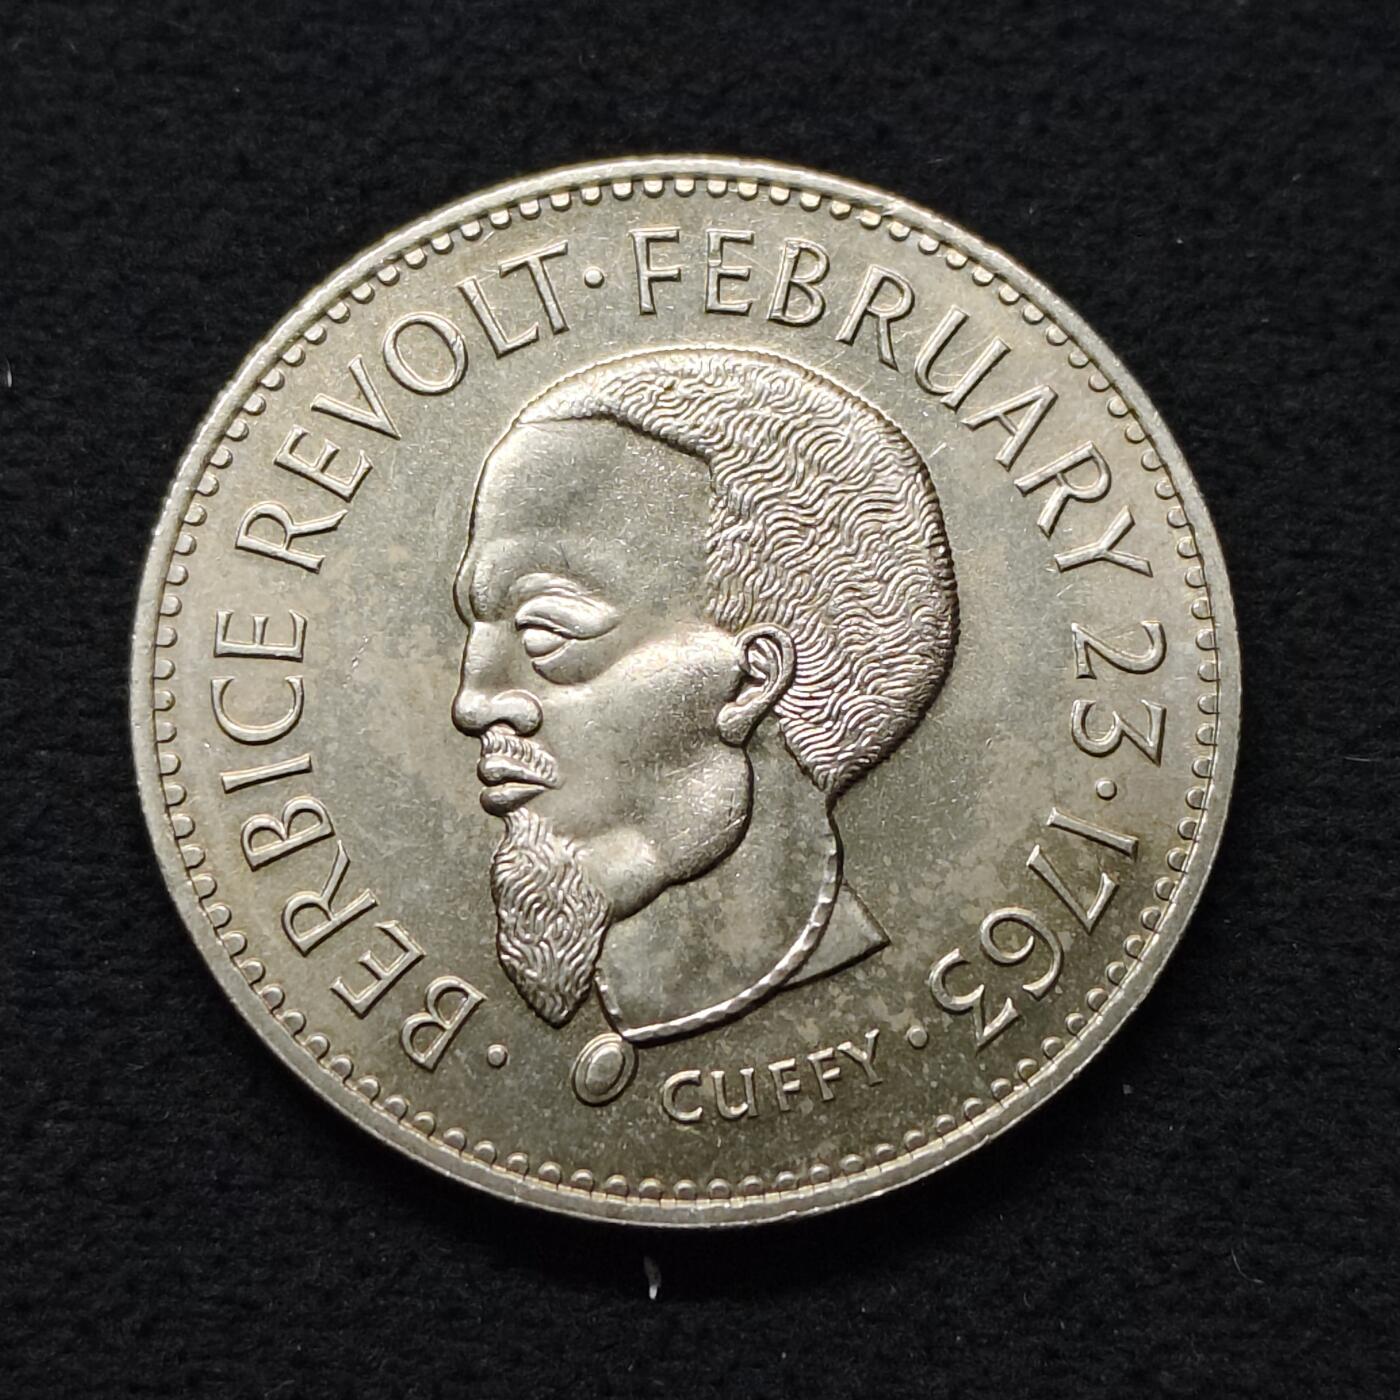 · BERBICE REVOLT · FEBRUARY 23 · 1763 ·
CUFFY